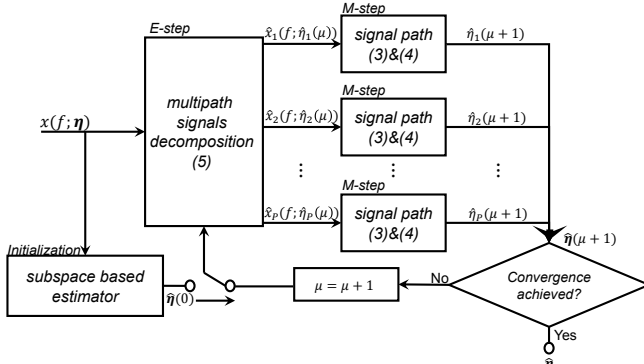 E-step
M-step
x̂₁(f; η̂₁(μ))
signal path
(3)&(4)
η̂₁(μ + 1)
x(f; η)
multipath
signals
decomposition
(5)
M-step
x̂₂(f; η̂₂(μ))
signal path
(3)&(4)
η̂₂(μ + 1)
⋮
⋮
⋮
M-step
x̂_P(f; η̂_P(μ))
signal path
(3)&(4)
η̂_P(μ + 1)
η̂(μ + 1)
Initialization
subspace based
estimator
η̂(0)
μ = μ + 1
No
Convergence
achieved?
Yes
η̂